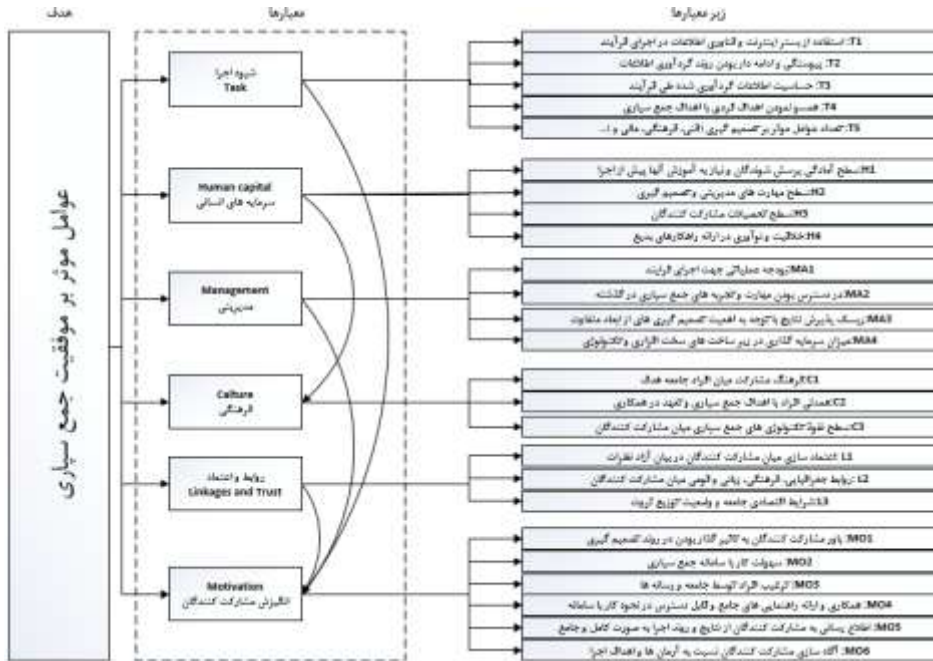 هدف
معیارها
زیر معیارها
عوامل موثر بر موفقیت جمع سپاری
شیوه اجرا
Task
Human capital
سرمایه های انسانی
Management
مدیریتی
Culture
فرهنگی
روابط و اعتماد
Linkages and Trust
Motivation
انگیزش مشارکت کنندگان
T1: استفاده از بستر اینترنت و فناوری اطلاعات در اجرای فرآیند
T2: پیوستگی و ادامه دار بودن روند گردآوری اطلاعات
T3: حساسیت اطلاعات گردآوری شده طی فرآیند
T4: همسو نمودن اهداف فردی با اهداف جمع سپاری
T5: تعداد عوامل موثر بر تصمیم گیری (فنی، فرهنگی، مالی و ...
H1: سطح آمادگی پرسش شوندگان و نیاز به آموزش آنها پیش از اجرا
H2: سطح مهارت های مدیریتی و تصمیم گیری
H3: سطح تحصیلات مشارکت کنندگان
H4: خلاقیت و نوآوری در ارائه راهکارهای بدیع
MA1: بودجه عملیاتی جهت اجرای فرایند
MA2: در دسترس بودن مهارت و تجربه های جمع سپاری در گذشته
MA3: ریسک پذیرش نتایج با توجه به اهمیت تصمیم گیری های از ابعاد متفاوت
MA4: میزان سرمایه گذاری در زیر ساخت های سخت افزاری و تکنولوژی
C1: فرهنگ مشارکت میان افراد جامعه هدف
C2: همدلی افراد با اهداف جمع سپاری و تعهد در همکاری
C3: سطح نفوذ تکنولوژی های جمع سپاری میان مشارکت کنندگان
L1: اعتماد سازی میان مشارکت کنندگان در بیان آزاد نظرات
L2: روابط جغرافیایی، فرهنگی، زبانی و قومی میان مشارکت کنندگان
L3: شرایط اقتصادی جامعه و وضعیت توزیع ثروت
MO1: باور مشارکت کنندگان به تاثیر گذار بودن در روند تصمیم گیری
MO2: سهولت کار با سامانه جمع سپاری
MO3: ترغیب افراد توسط جامعه و رسانه ها
MO4: همکاری و ارائه راهنمایی های جامع و قابل دسترس در نحوه کار با سامانه
MO5: اطلاع رسانی به مشارکت کنندگان از نتایج و روند اجرا به صورت کامل و جامع
MO6: آگاه سازی مشارکت کنندگان نسبت به آرمان ها و اهداف اجرا